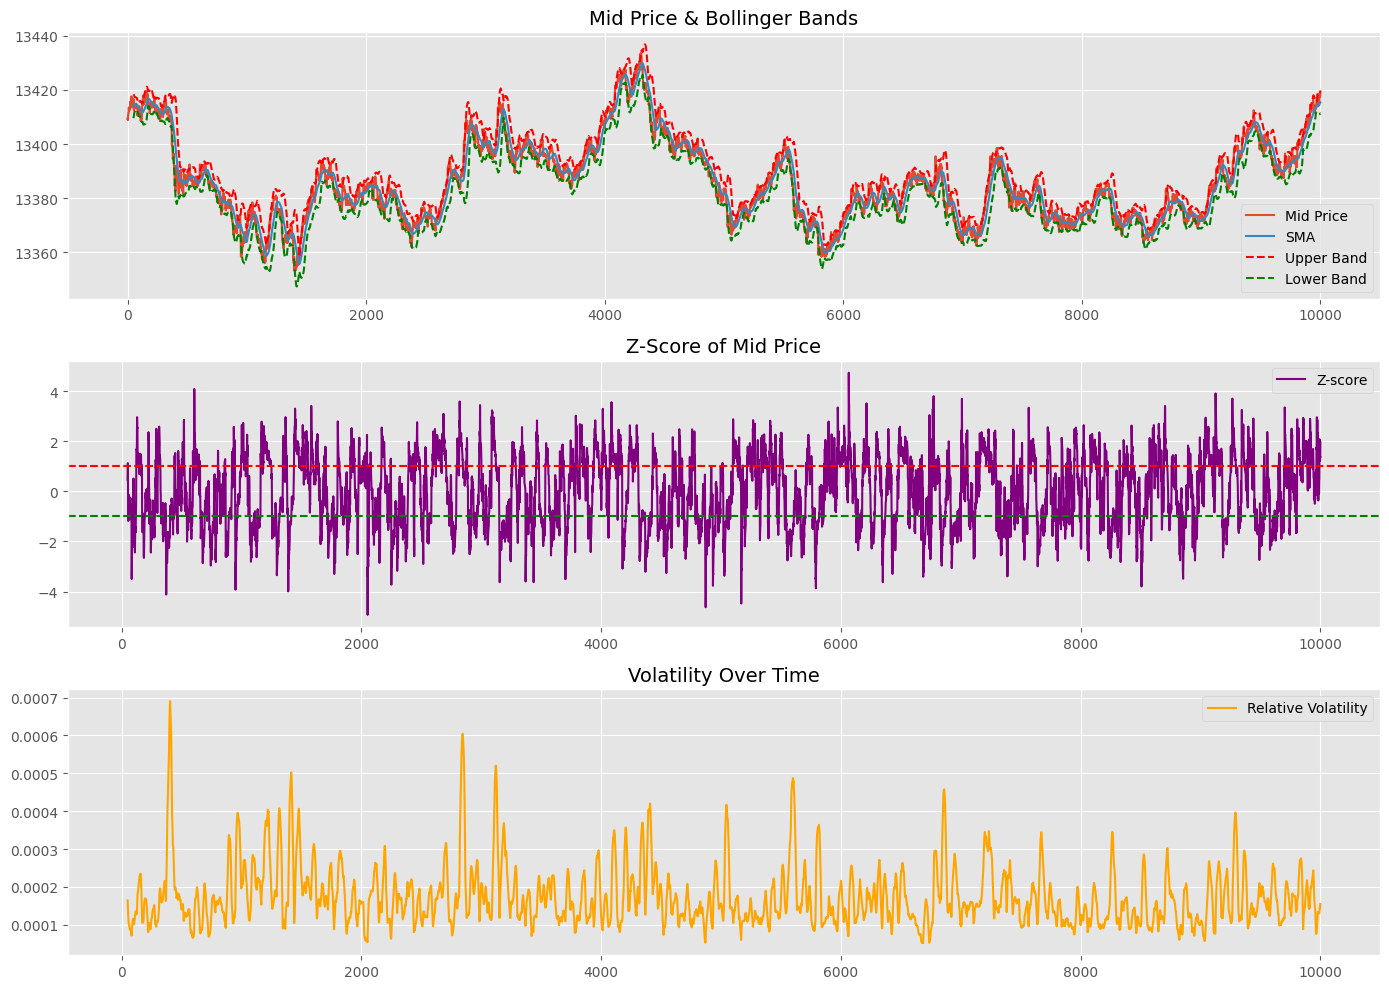 Mid Price & Bollinger Bands
13440
13420
13400
13380
13360
Mid Price
SMA
Upper Band
Lower Band
0 2000 4000 6000 8000 10000
Z-Score of Mid Price
4
2
0
−2
−4
Z-score
0 2000 4000 6000 8000 10000
Volatility Over Time
0.0007
0.0006
0.0005
0.0004
0.0003
0.0002
0.0001
Relative Volatility
0 2000 4000 6000 8000 10000